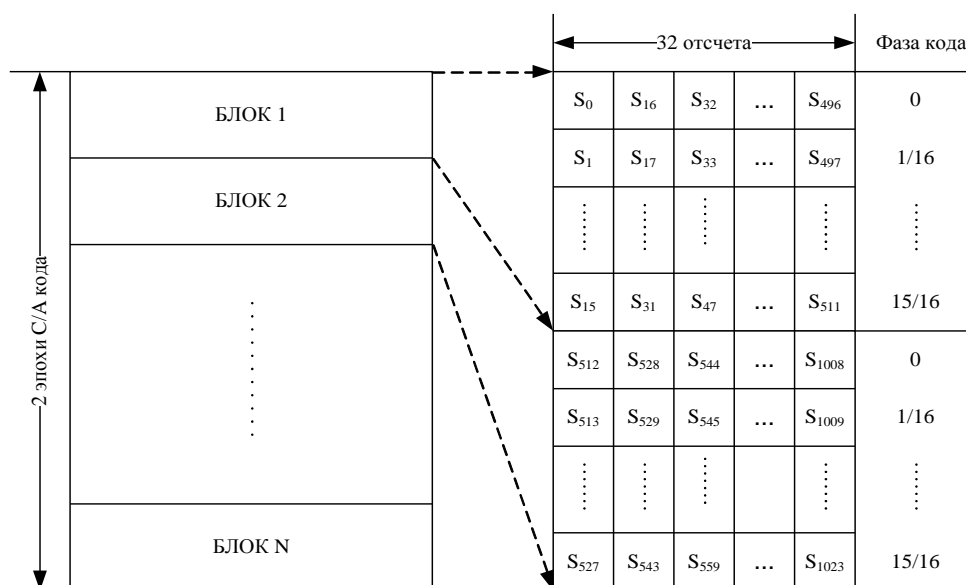 32 отсчета
Фаза кода
БЛОК 1
БЛОК 2
БЛОК N
2 эпохи C/A кода
S0 S16 S32 ... S496 0
S1 S17 S33 ... S497 1/16
S15 S31 S47 ... S511 15/16
S512 S528 S544 ... S1008 0
S513 S529 S545 ... S1009 1/16
S527 S543 S559 ... S1023 15/16